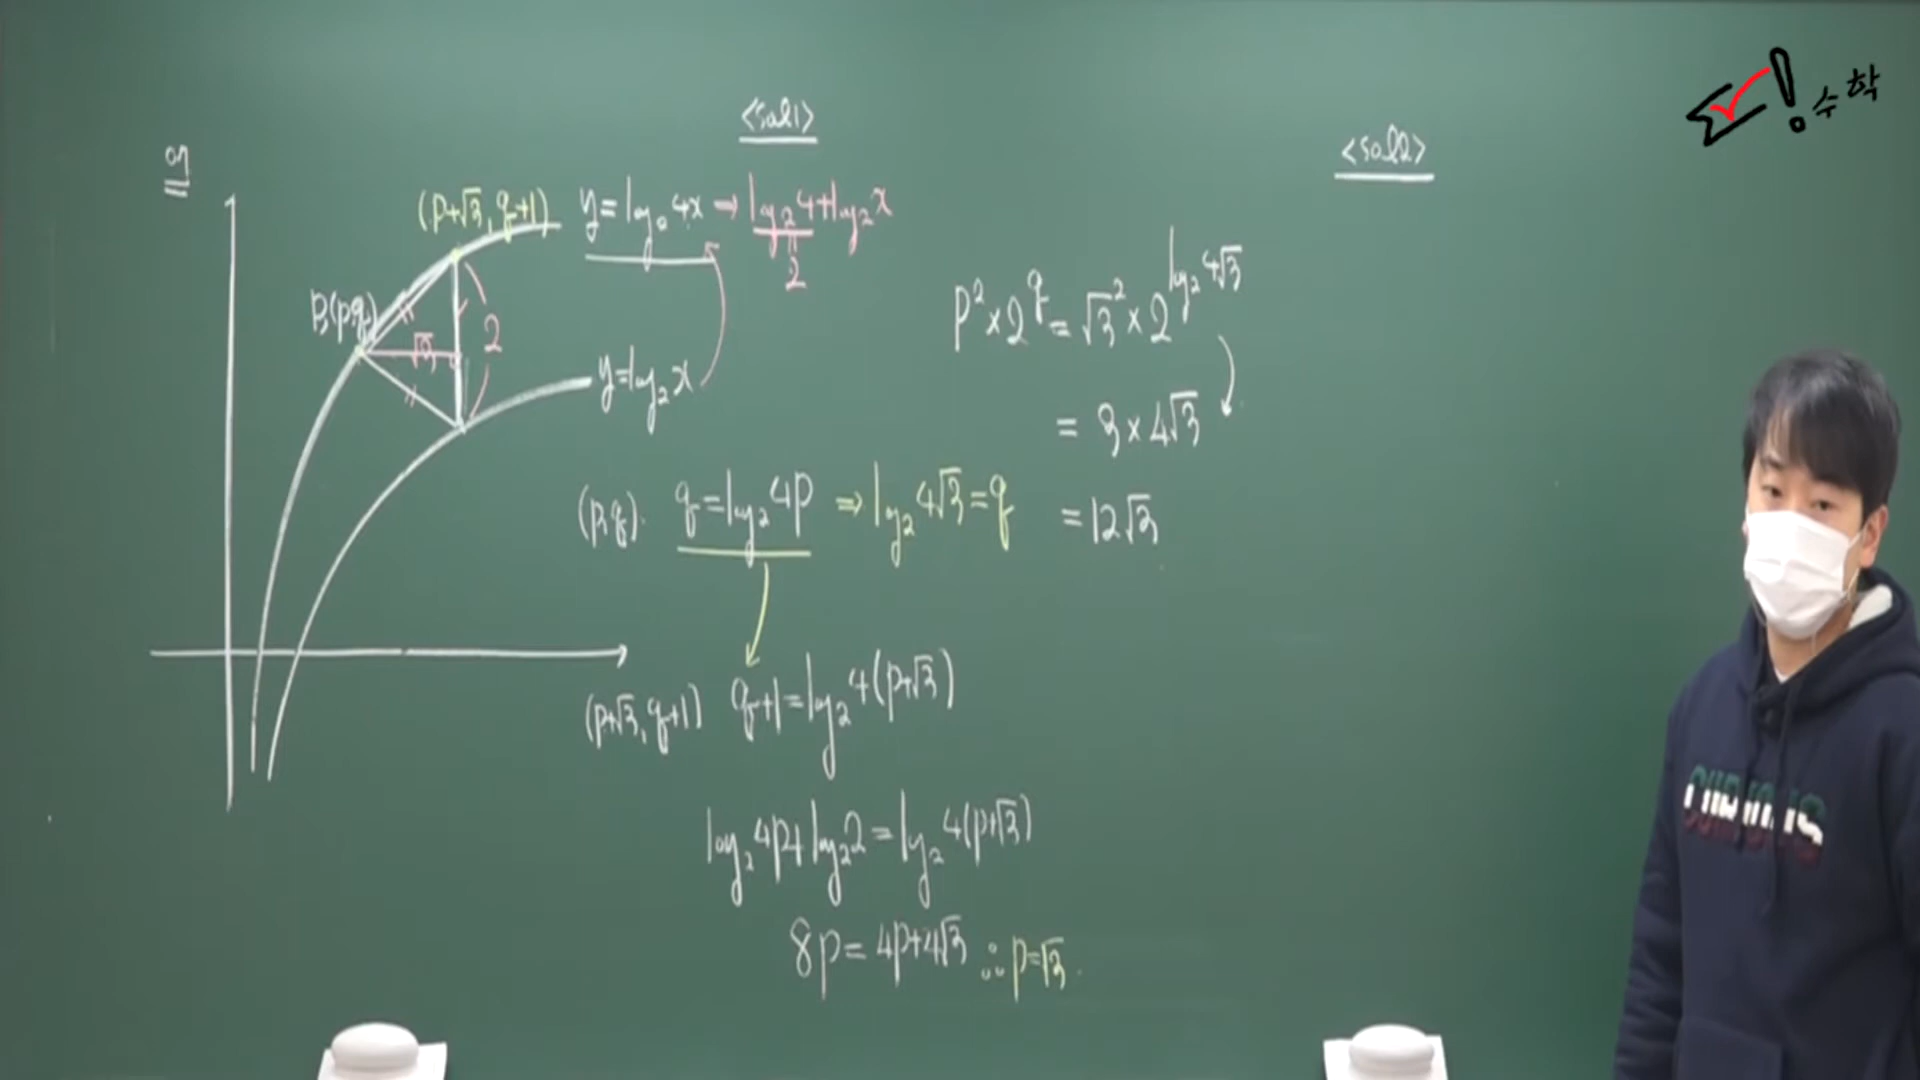 예
<Sol1>
<Sol2>
수학
(p+√3, q+1)
y=log₂4x → log₂4+log₂x
2
B(p,q)
√3
2
y=log₂x
(p,q). q=log₂4p ⇒ log₂4√3=q
(p+√3, q+1) q+1=log₂4(p+√3)
log₂4p+log₂2=log₂4(p+√3)
8p=4p+4√3 ∴p=√3.
p²×2^q=√3²×2^(log₂4√3)
=3×4√3
=12√3